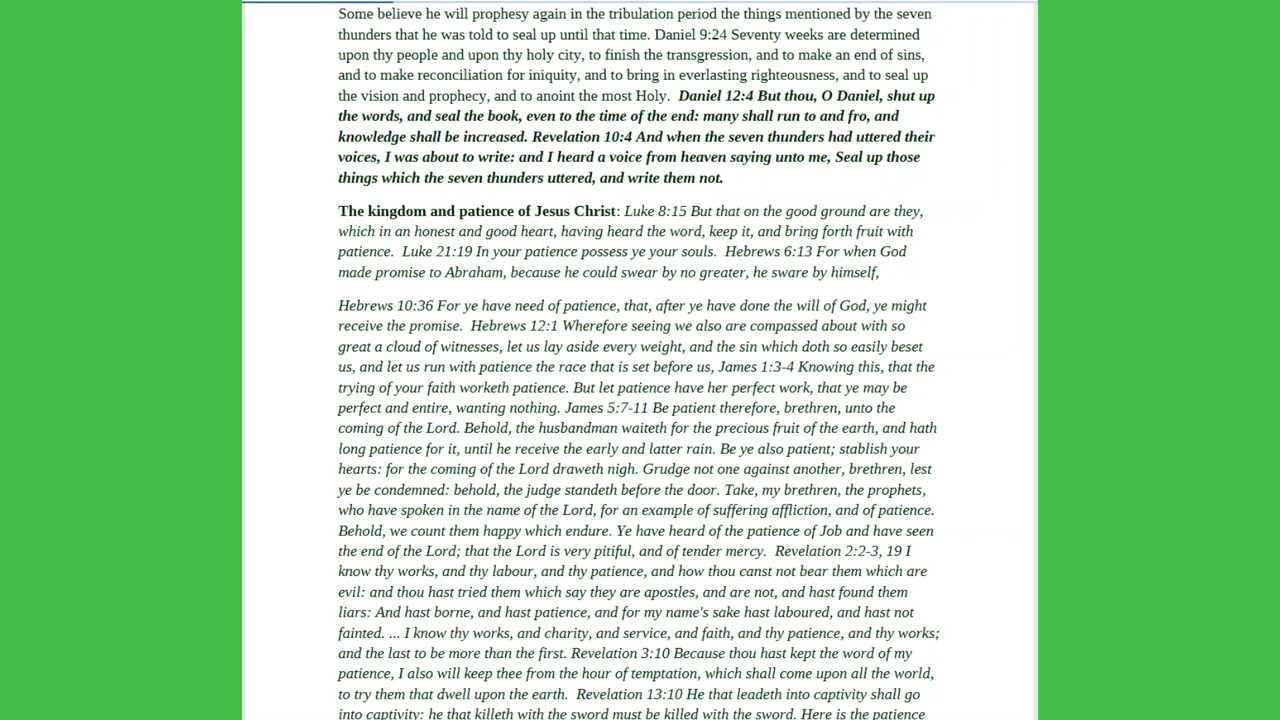 Some believe he will prophesy again in the tribulation period the things mentioned by the seven
thunders that he was told to seal up until that time. Daniel 9:24 Seventy weeks are determined
upon thy people and upon thy holy city, to finish the transgression, and to make an end of sins,
and to make reconciliation for iniquity, and to bring in everlasting righteousness, and to seal up
the vision and prophecy, and to anoint the most Holy.  Daniel 12:4 But thou, O Daniel, shut up
the words, and seal the book, even to the time of the end: many shall run to and fro, and
knowledge shall be increased. Revelation 10:4 And when the seven thunders had uttered their
voices, I was about to write: and I heard a voice from heaven saying unto me, Seal up those
things which the seven thunders uttered, and write them not.
The kingdom and patience of Jesus Christ: Luke 8:15 But that on the good ground are they,
which in an honest and good heart, having heard the word, keep it, and bring forth fruit with
patience.  Luke 21:19 In your patience possess ye your souls.  Hebrews 6:13 For when God
made promise to Abraham, because he could swear by no greater, he sware by himself,
Hebrews 10:36 For ye have need of patience, that, after ye have done the will of God, ye might
receive the promise.  Hebrews 12:1 Wherefore seeing we also are compassed about with so
great a cloud of witnesses, let us lay aside every weight, and the sin which doth so easily beset
us, and let us run with patience the race that is set before us, James 1:3-4 Knowing this, that the
trying of your faith worketh patience. But let patience have her perfect work, that ye may be
perfect and entire, wanting nothing. James 5:7-11 Be patient therefore, brethren, unto the
coming of the Lord. Behold, the husbandman waiteth for the precious fruit of the earth, and hath
long patience for it, until he receive the early and latter rain. Be ye also patient; stablish your
hearts: for the coming of the Lord draweth nigh. Grudge not one against another, brethren, lest
ye be condemned: behold, the judge standeth before the door. Take, my brethren, the prophets,
who have spoken in the name of the Lord, for an example of suffering affliction, and of patience.
Behold, we count them happy which endure. Ye have heard of the patience of Job and have seen
the end of the Lord; that the Lord is very pitiful, and of tender mercy.  Revelation 2:2-3, 19 I
know thy works, and thy labour, and thy patience, and how thou canst not bear them which are
evil: and thou hast tried them which say they are apostles, and are not, and hast found them
liars: And hast borne, and hast patience, and for my name's sake hast laboured, and hast not
fainted. ... I know thy works, and charity, and service, and faith, and thy patience, and thy works;
and the last to be more than the first. Revelation 3:10 Because thou hast kept the word of my
patience, I also will keep thee from the hour of temptation, which shall come upon all the world,
to try them that dwell upon the earth.  Revelation 13:10 He that leadeth into captivity shall go
into captivity: he that killeth with the sword must be killed with the sword. Here is the patience